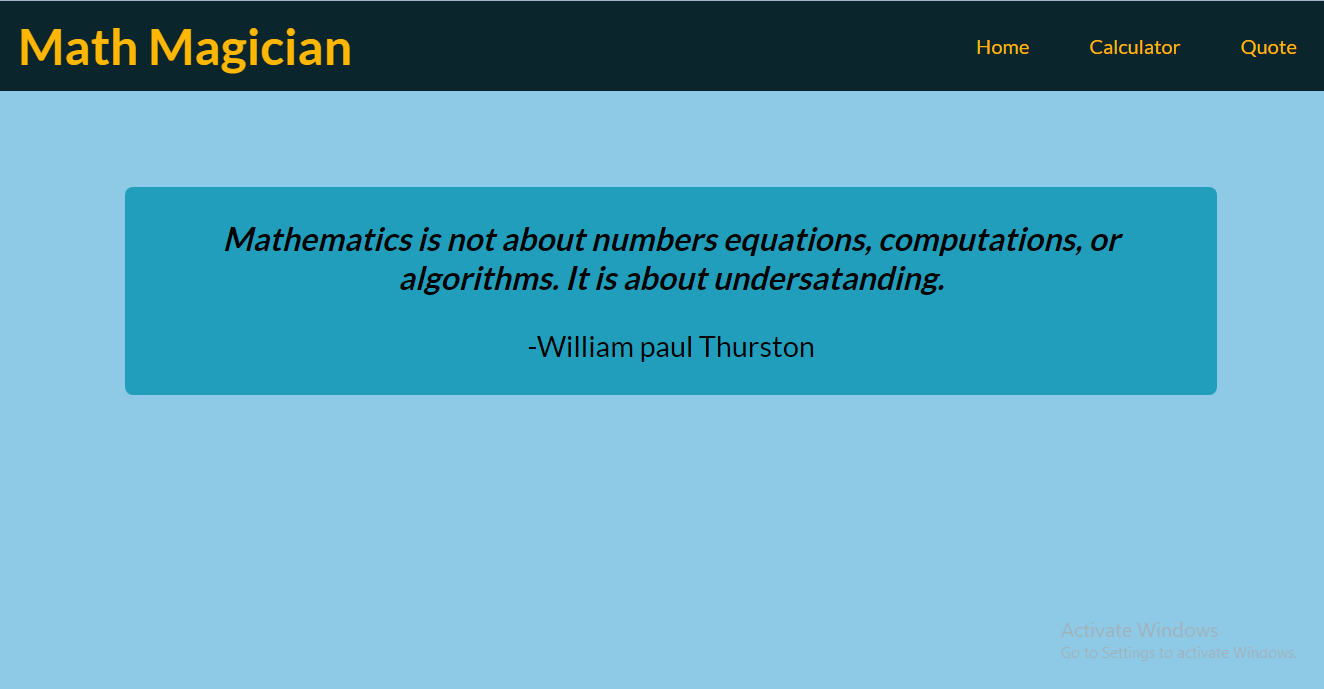 Math Magician
Home
Calculator
Quote
Mathematics is not about numbers equations, computations, or
algorithms. It is about undersatanding.
-William paul Thurston
Activate Windows
Go to Settings to activate Windows.